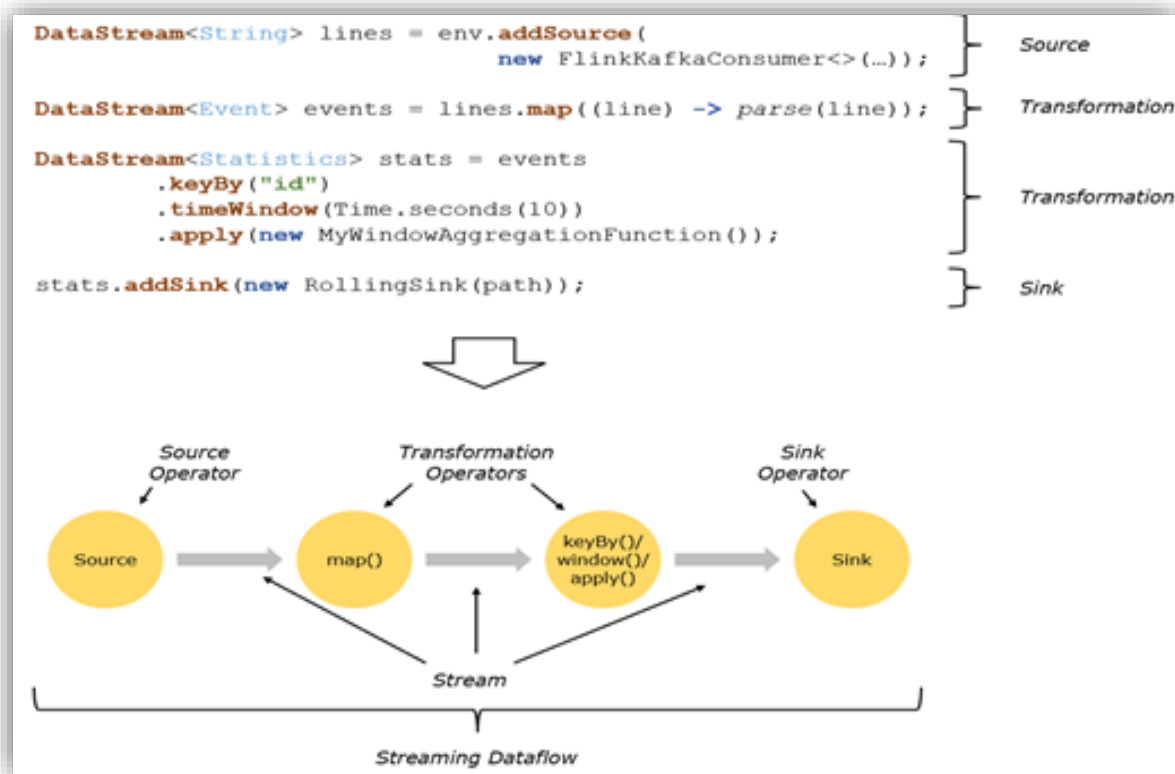 DataStream<String> lines = env.addSource(
new FlinkKafkaConsumer<>(…));
Source
DataStream<Event> events = lines.map((line) -> parse(line));
Transformation
DataStream<Statistics> stats = events
.keyBy("id")
.timeWindow(Time.seconds(10))
.apply(new MyWindowAggregationFunction());
Transformation
stats.addSink(new RollingSink(path));
Sink
Source
Operator
Transformation
Operators
Sink
Operator
Source
map()
keyBy()/
window()/
apply()
Sink
Stream
Streaming Dataflow